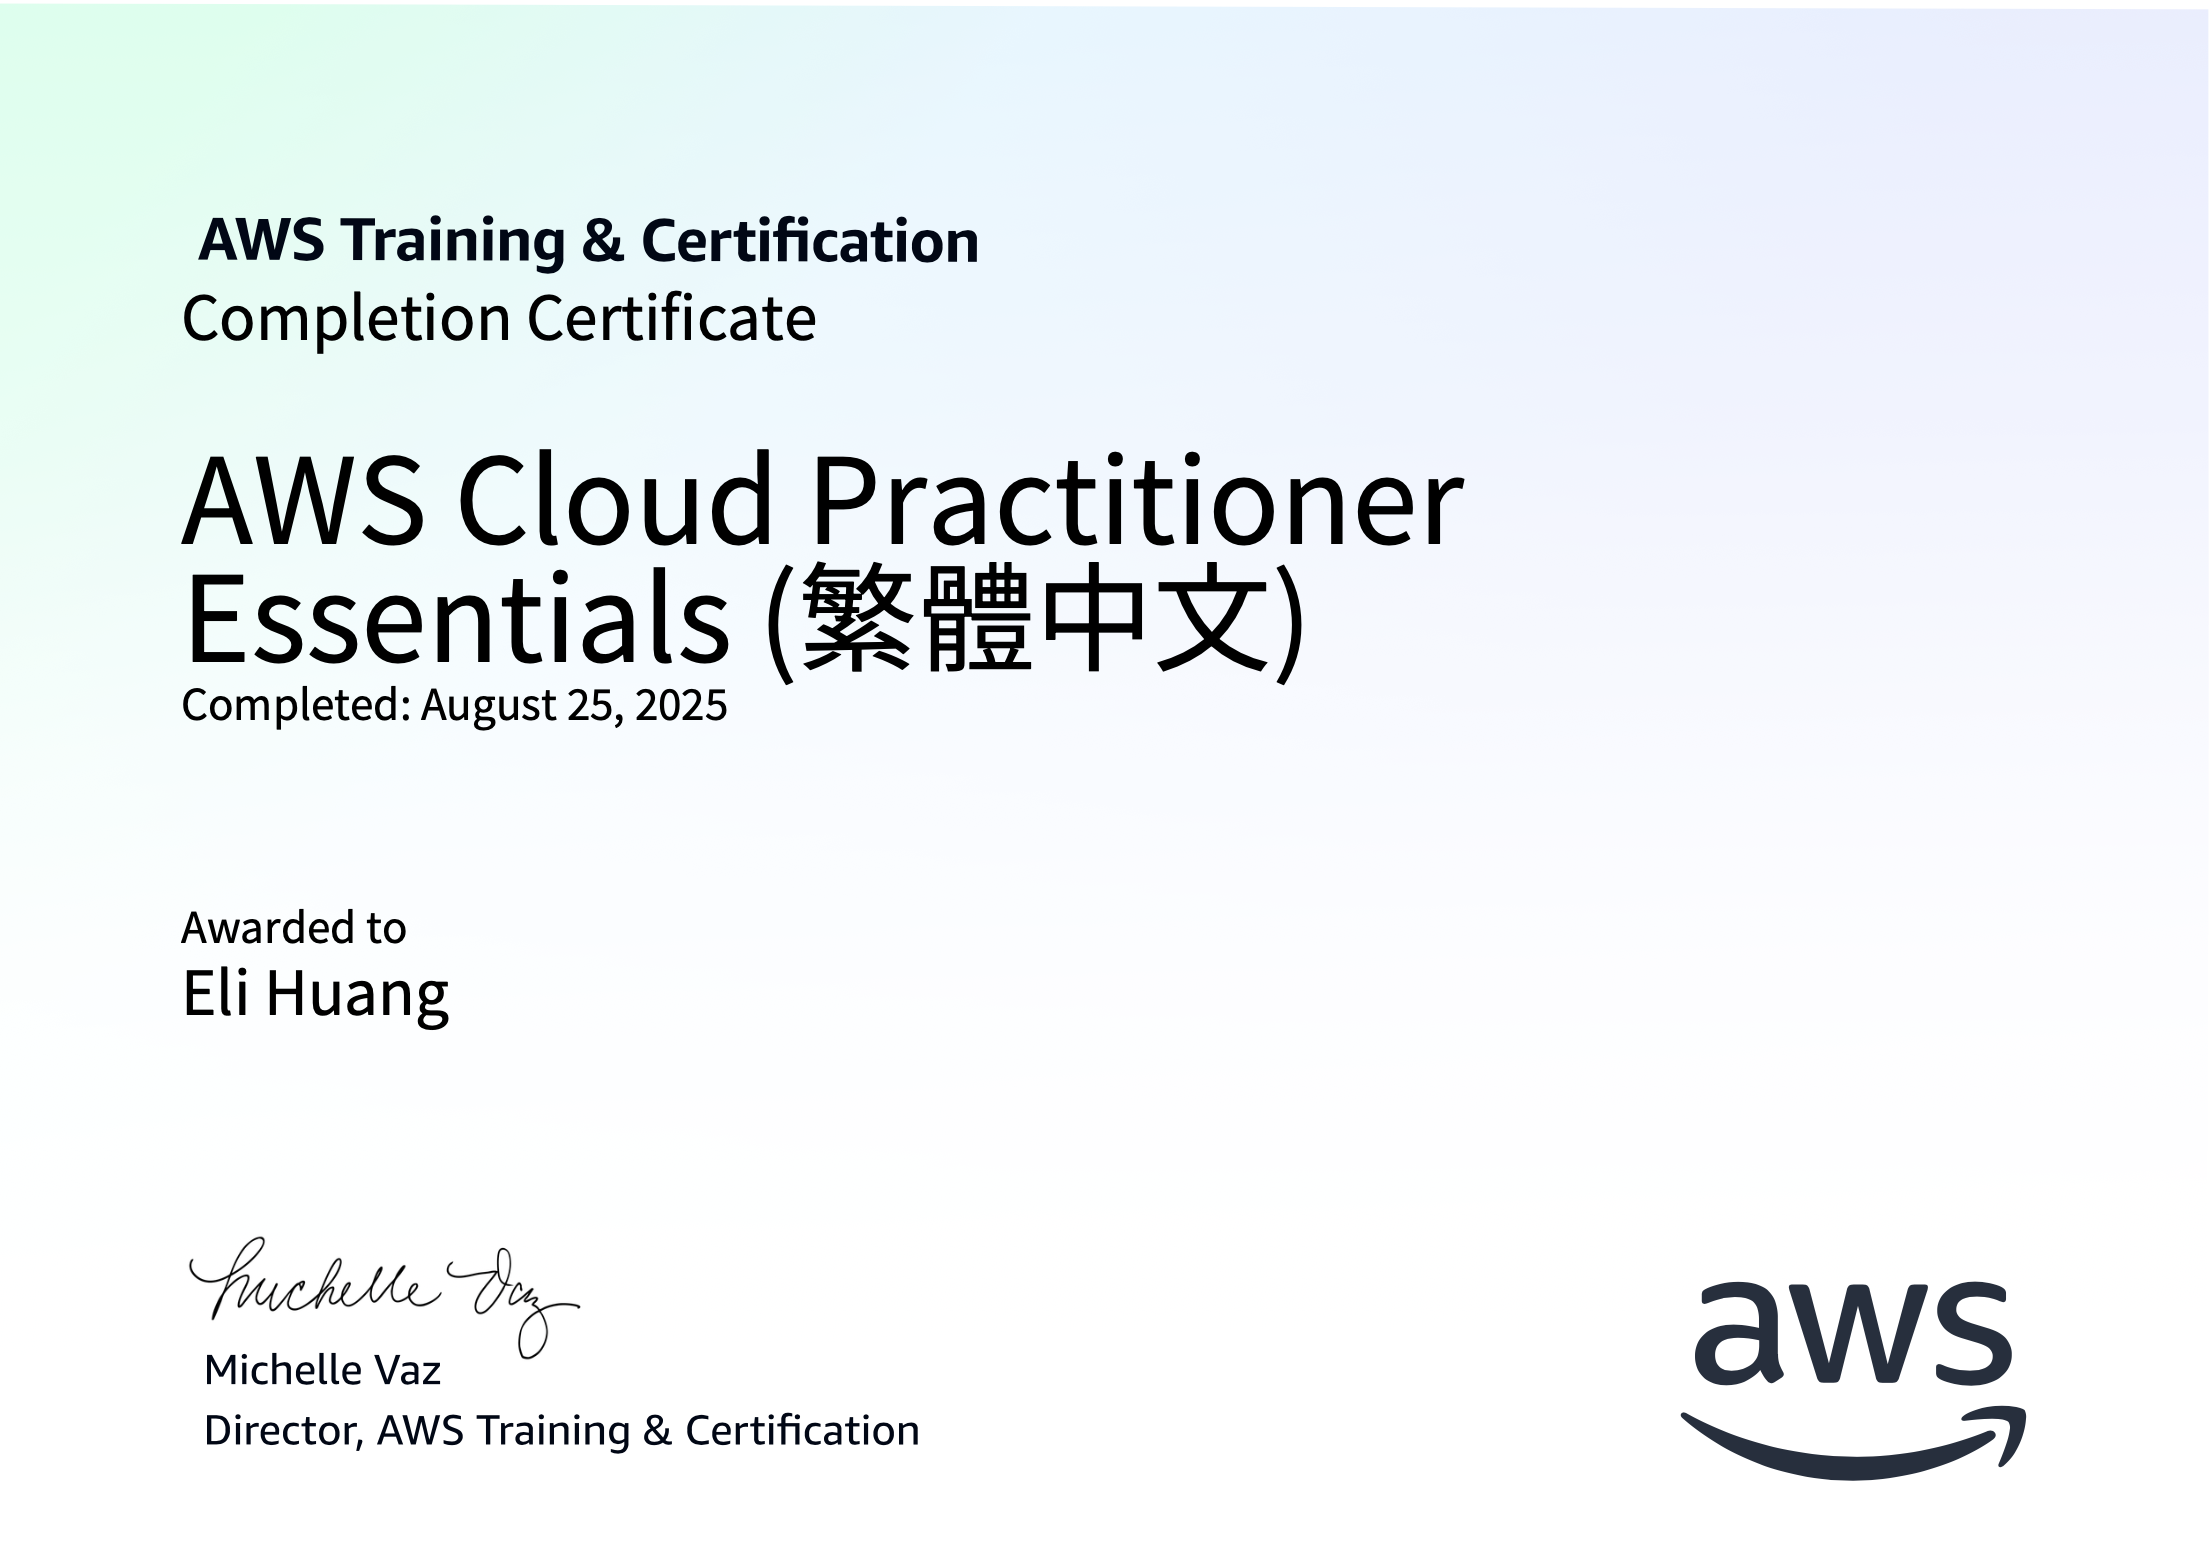 AWS Training & Certification
Completion Certificate
AWS Cloud Practitioner
Essentials (繁體中文)
Completed: August 25, 2025
Awarded to
Eli Huang
Michelle Vaz
Michelle Vaz
Director, AWS Training & Certification
aws